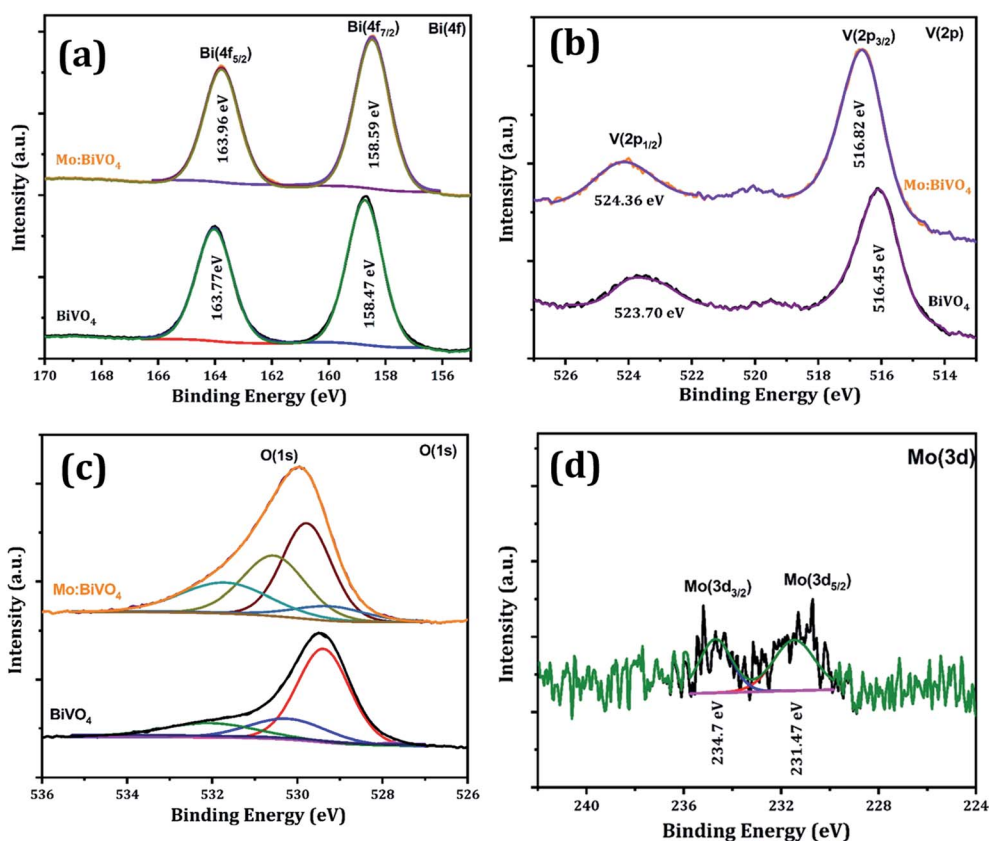 (a)
Bi(4f5/2)
Bi(4f7/2)
Bi(4f)
163.96 eV
158.59 eV
Mo:BiVO4
163.77eV
158.47 eV
BiVO4
Intensity (a.u.)
170 168 166 164 162 160 158 156
Binding Energy (eV)
(b)
V(2p3/2)
V(2p)
V(2p1/2)
516.82 eV
Mo:BiVO4
524.36 eV
516.45 eV
BiVO4
523.70 eV
Intensity (a.u.)
526 524 522 520 518 516 514
Binding Energy (eV)
(c)
O(1s)
O(1s)
Mo:BiVO4
BiVO4
Intensity (a.u.)
536 534 532 530 528 526
Binding Energy (eV)
(d)
Mo(3d)
Mo(3d3/2)
Mo(3d5/2)
234.7 eV
231.47 eV
Intensity (a.u.)
240 236 232 228 224
Binding Energy (eV)